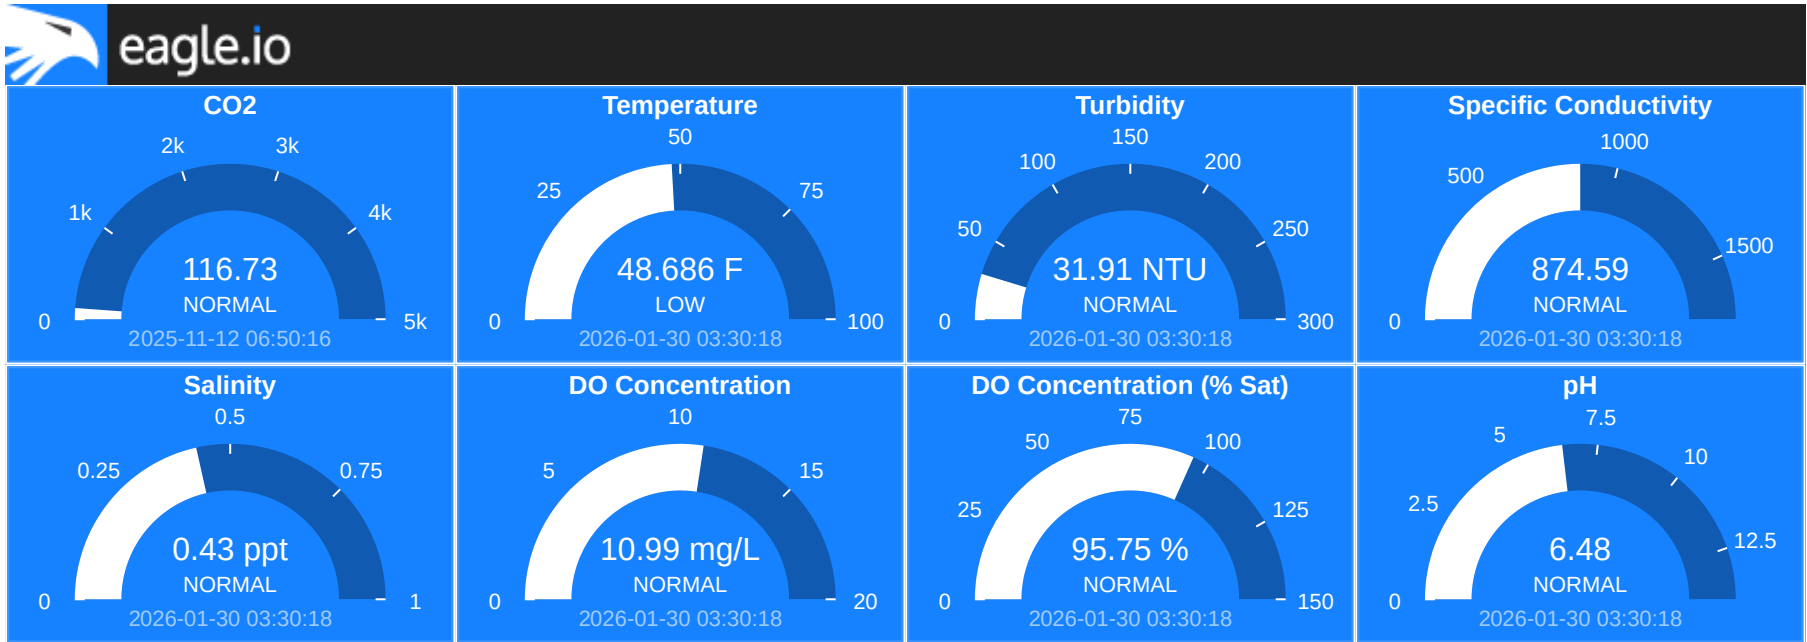 eagle.io
CO2
2k
3k
1k
4k
116.73
NORMAL
0
5k
2025-11-12 06:50:16
Temperature
50
25
75
48.686 F
LOW
0
100
2026-01-30 03:30:18
Turbidity
150
100
200
50
250
31.91 NTU
NORMAL
0
300
2026-01-30 03:30:18
Specific Conductivity
1000
500
1500
874.59
NORMAL
0
2026-01-30 03:30:18
Salinity
0.5
0.25
0.75
0.43 ppt
NORMAL
0
1
2026-01-30 03:30:18
DO Concentration
10
5
15
10.99 mg/L
NORMAL
0
20
2026-01-30 03:30:18
DO Concentration (% Sat)
75
50
100
25
125
95.75 %
NORMAL
0
150
2026-01-30 03:30:18
pH
7.5
5
10
2.5
12.5
6.48
NORMAL
0
2026-01-30 03:30:18